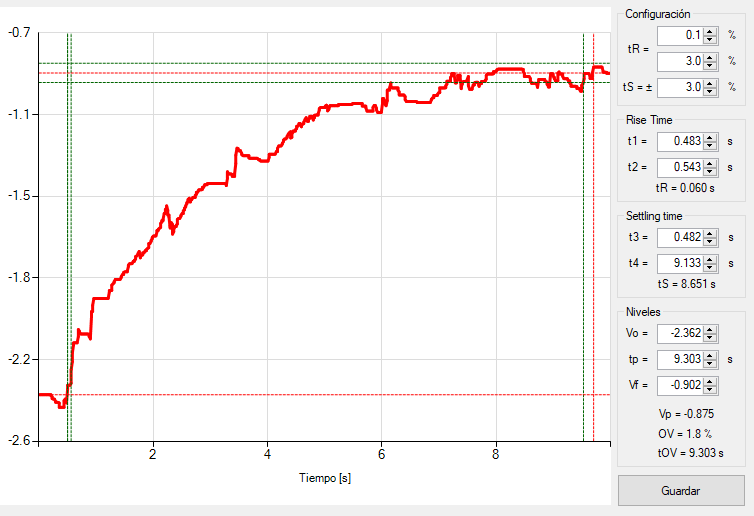 -0.7
-1.1
-1.5
-1.8
-2.2
-2.6
2
4
6
8
Tiempo [s]
Configuración
tR =
0.1 %
3.0 %
tS = ± 3.0 %
Rise Time
t1 = 0.483 s
t2 = 0.543 s
tR = 0.060 s
Settling time
t3 = 0.482 s
t4 = 9.133 s
tS = 8.651 s
Niveles
Vo = -2.362
tp = 9.303 s
Vf = -0.902
Vp = -0.875
OV = 1.8 %
tOV = 9.303 s
Guardar